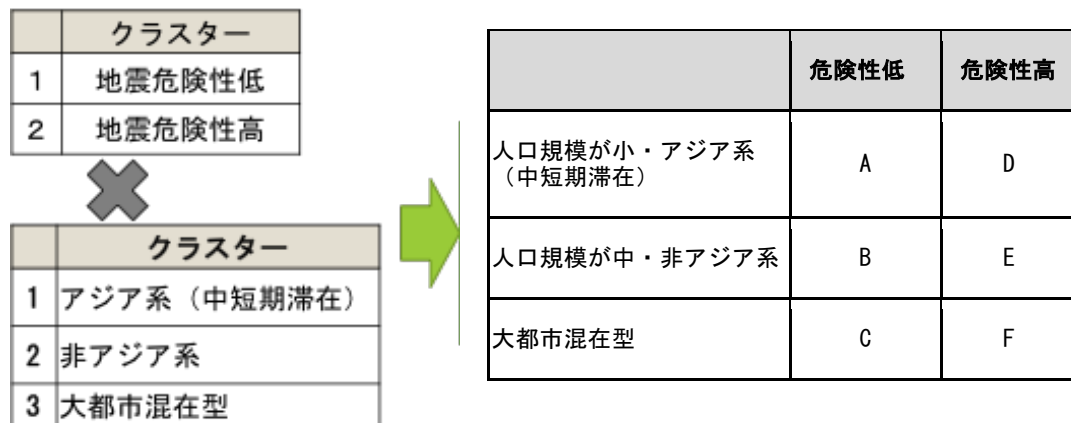 クラスター
1 地震危険性低
2 地震危険性高
クラスター
1 アジア系（中短期滞在）
2 非アジア系
3 大都市混在型
危険性低 危険性高
人口規模が小・アジア系
（中短期滞在） A D
人口規模が中・非アジア系 B E
大都市混在型 C F